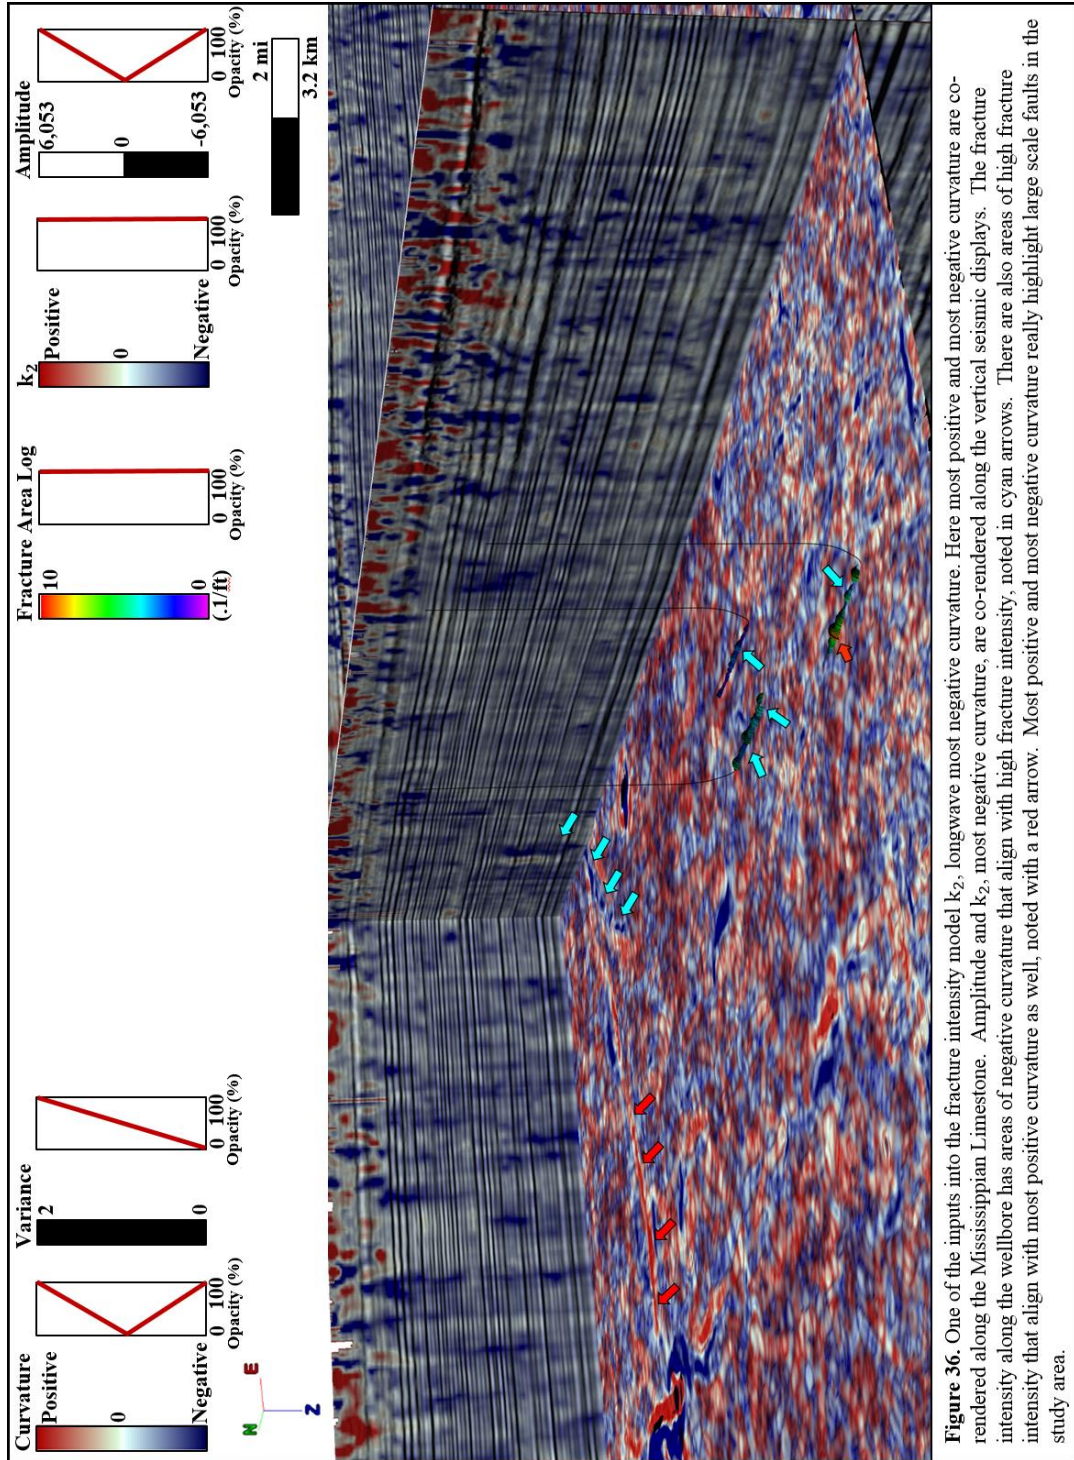 Curvature
Positive
0
Negative
0 100
Opacity (%)
Variance
2
0
0 100
Opacity (%)
Fracture Area Log
10
0
(.1/ft)
0 100
Opacity (%)
k2
Positive
0
Negative
0 100
Opacity (%)
Amplitude
6,053
0
-6,053
0 100
Opacity (%)
N
E
Z
2 mi
3.2 km
Figure 36. One of the inputs into the fracture intensity model k2, longwave most negative curvature. Here most positive and most negative curvature are co-
rendered along the Mississippian Limestone. Amplitude and k2, most negative curvature, are co-rendered along the vertical seismic displays. The fracture
intensity along the wellbore has areas of negative curvature that align with high fracture intensity, noted in cyan arrows. There are also areas of high fracture
intensity that align with most positive curvature as well, noted with a red arrow. Most positive and most negative curvature really highlight large scale faults in the
study area.